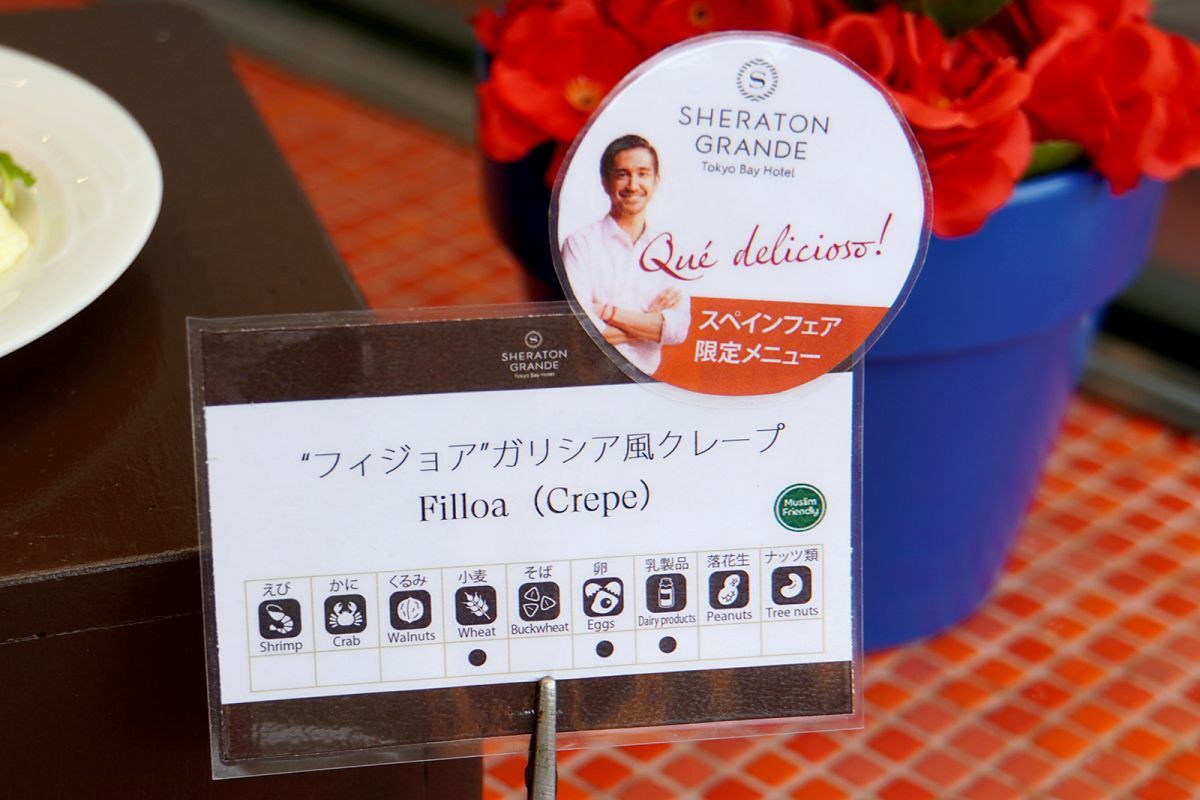 S
SHERATON
GRANDE
Tokyo Bay Hotel
Qué delicioso!
スペインフェア
限定メニュー
S
SHERATON
GRANDE
Tokyo Bay Hotel
“フィジョア”ガリシア風クレープ
Filloa（Crepe）
Muslim
Friendly
えび かに くるみ 小麦 そば 卵 乳製品 落花生 ナッツ類
Shrimp Crab Walnuts Wheat Buckwheat Eggs Dairy products Peanuts Tree nuts